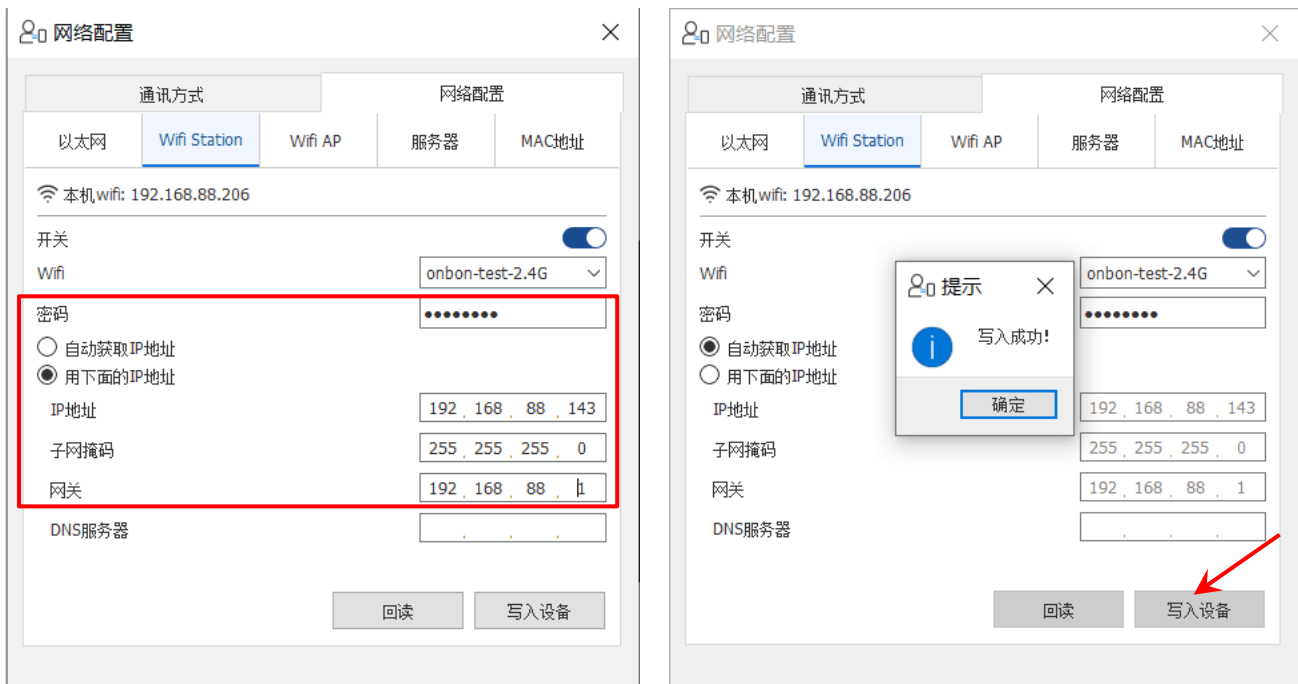 网络配置
通讯方式 网络配置
以太网 Wifi Station Wifi AP 服务器 MAC地址
本机wifi: 192.168.88.206
开关
Wifi onbon-test-2.4G
密码 ●●●●●●●●
自动获取IP地址
用下面的IP地址
IP地址 192 . 168 . 88 . 143
子网掩码 255 . 255 . 255 . 0
网关 192 . 168 . 88 . 1
DNS服务器 . . .
回读 写入设备
网络配置
通讯方式 网络配置
以太网 Wifi Station Wifi AP 服务器 MAC地址
本机wifi: 192.168.88.206
开关
Wifi onbon-test-2.4G
密码 ●●●●●●●●
自动获取IP地址
用下面的IP地址
IP地址 192 . 168 . 88 . 143
子网掩码 255 . 255 . 255 . 0
网关 192 . 168 . 88 . 1
DNS服务器 . . .
回读 写入设备
提示
写入成功!
确定